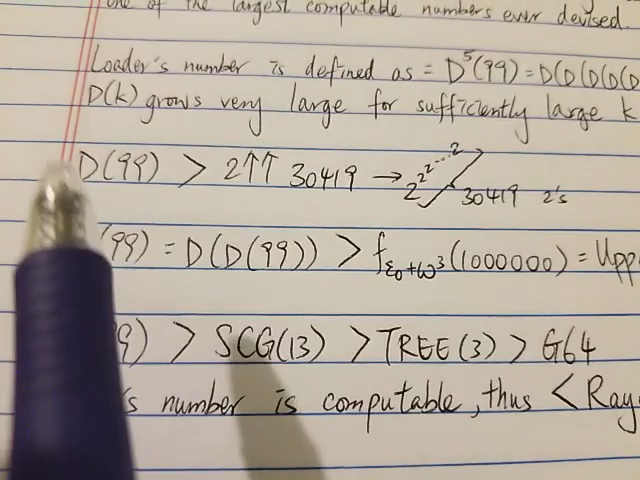 one of the largest computable numbers ever devised.
Loader's number is defined as = D⁵(99) = D(D(D(D(D
D(k) grows very large for sufficiently large k
D(99) > 2↑↑ 30419 → 2^2^2^...^2 30419 2's
(99) = D(D(99)) > f_{ε₀+ω³}(1000000) = Upp
9) > SCG(13) > TREE(3) > G64
's number is computable, thus < Ray